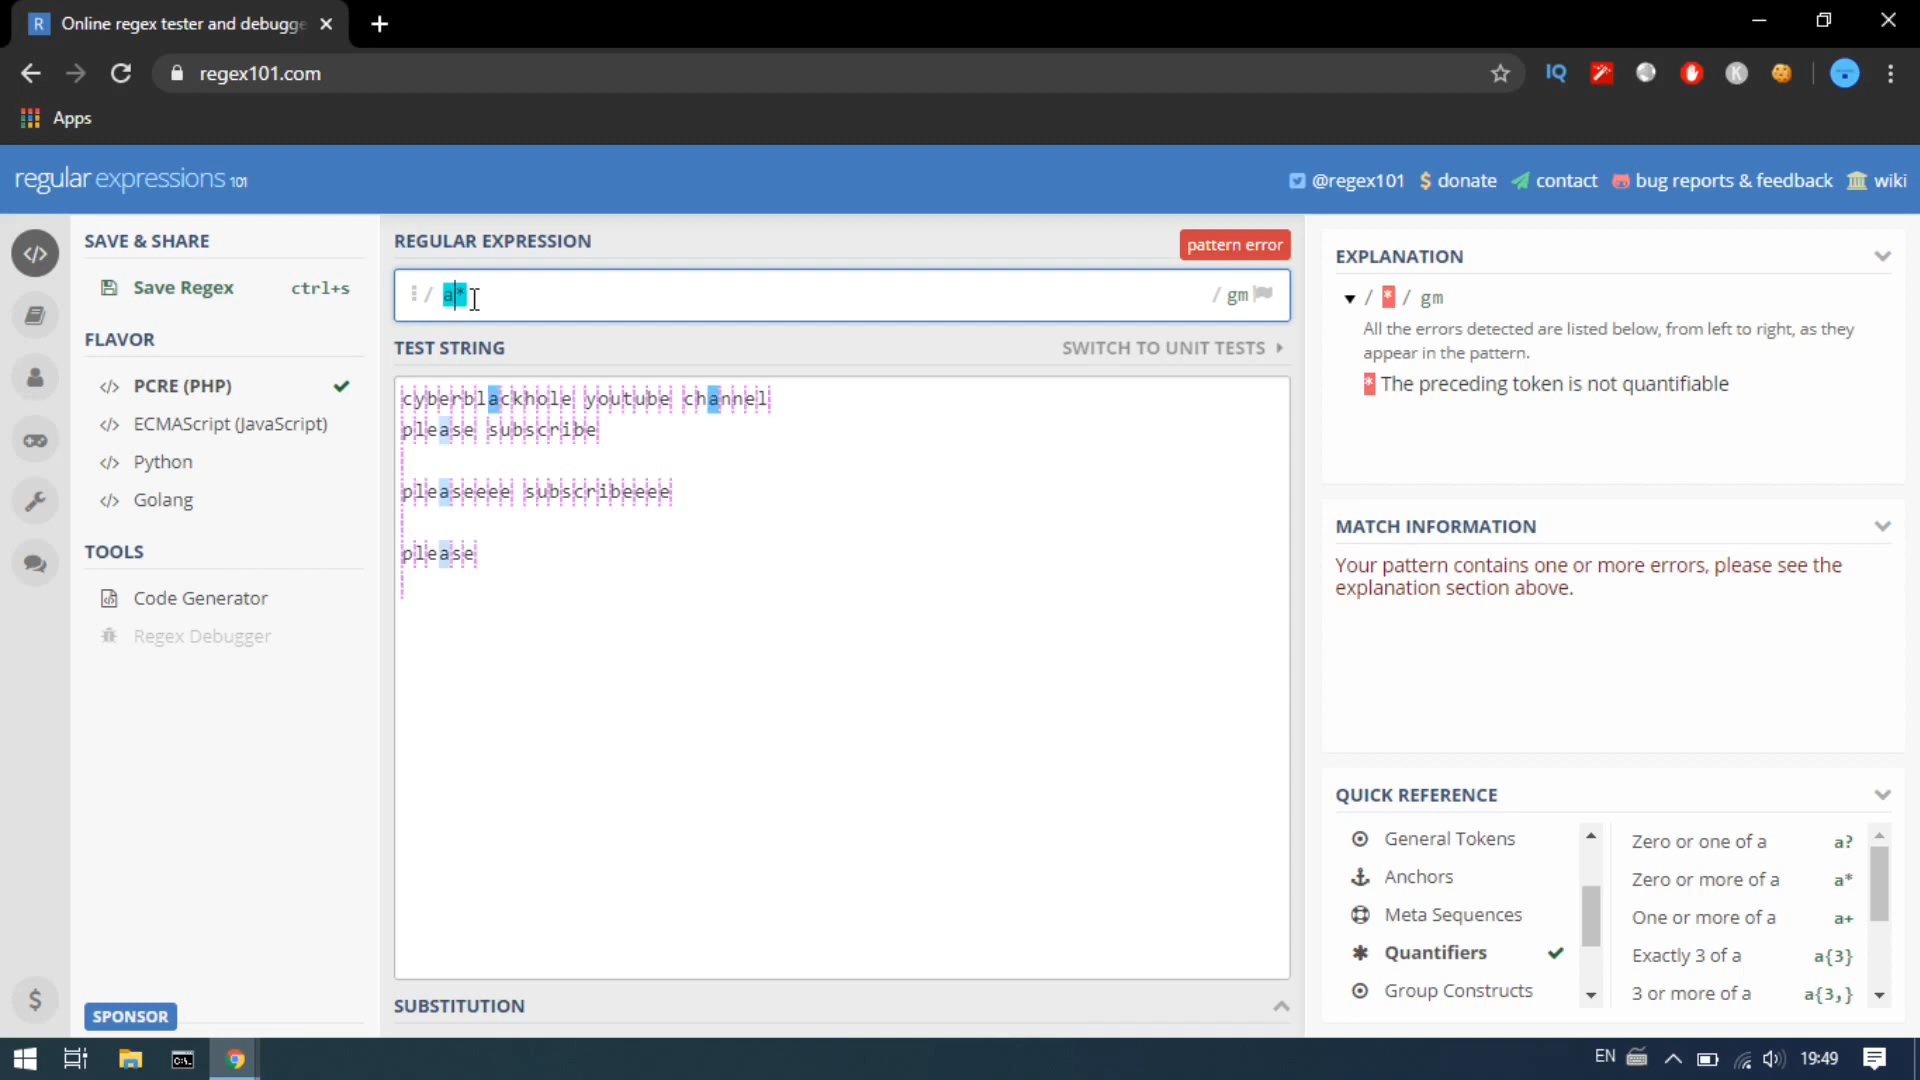 R Online regex tester and debugge
regex101.com
IQ
K
Apps
regular expressions 101
@regex101
$ donate
contact
bug reports & feedback
wiki
SAVE & SHARE
Save Regex ctrl+s
FLAVOR
</> PCRE (PHP)
</> ECMAScript (JavaScript)
</> Python
</> Golang
TOOLS
Code Generator
Regex Debugger
SPONSOR
REGULAR EXPRESSION
pattern error
/ a* / gm
TEST STRING
SWITCH TO UNIT TESTS
cyberblackhole youtube channel
please subscribe
pleaseeee subscribeeee
please
SUBSTITUTION
EXPLANATION
/ * / gm
All the errors detected are listed below, from left to right, as they
appear in the pattern.
* The preceding token is not quantifiable
MATCH INFORMATION
Your pattern contains one or more errors, please see the
explanation section above.
QUICK REFERENCE
General Tokens
Anchors
Meta Sequences
Quantifiers
Group Constructs
Zero or one of a a?
Zero or more of a a*
One or more of a a+
Exactly 3 of a a{3}
3 or more of a a{3,}
EN
19:49